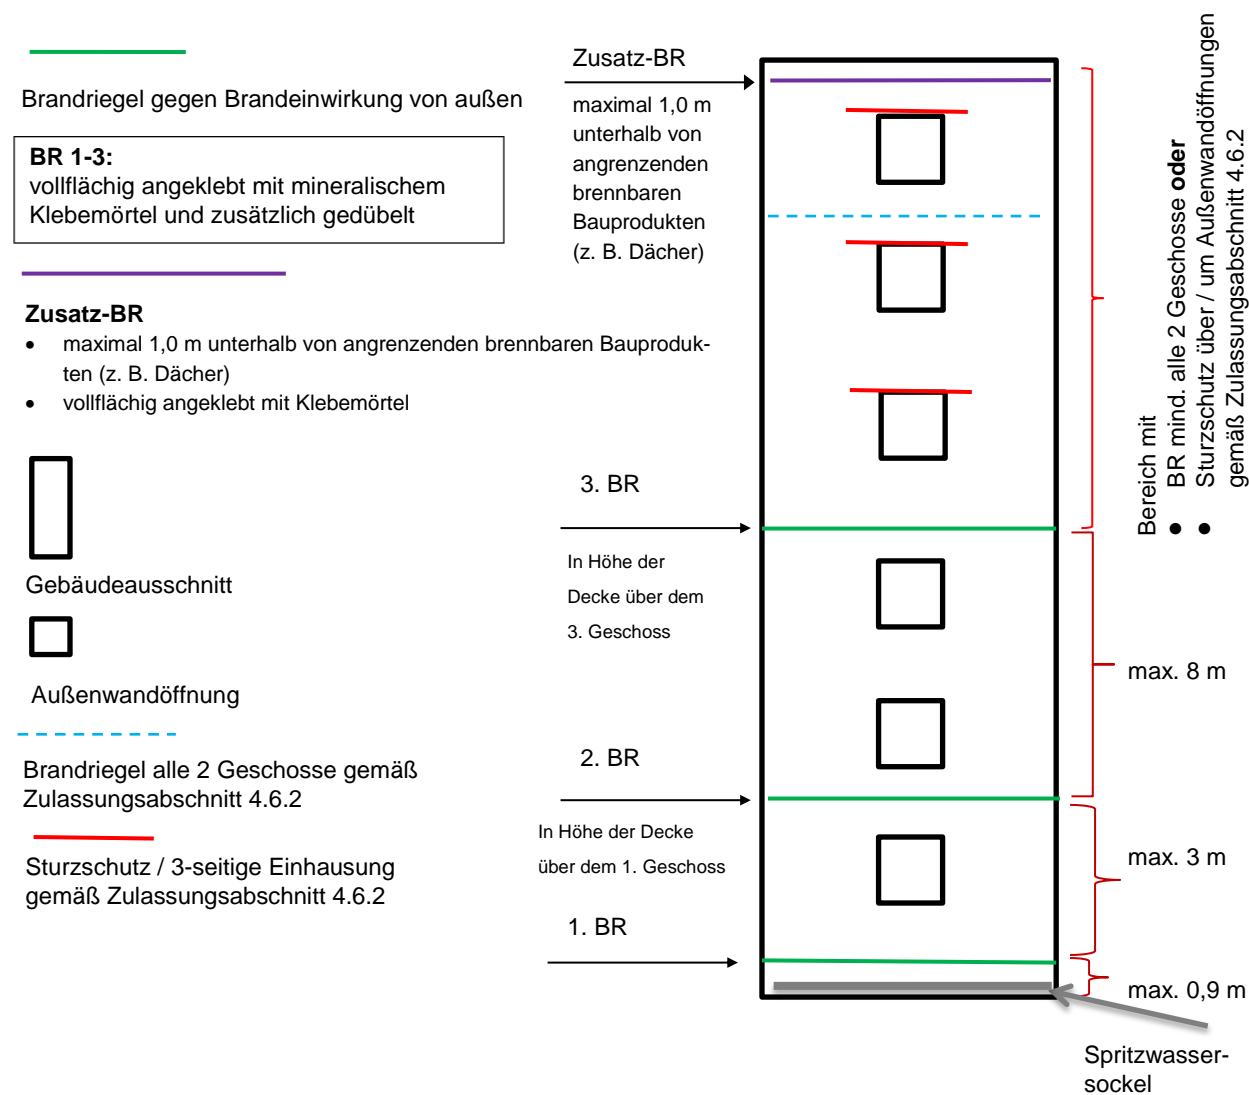 Brandriegel gegen Brandeinwirkung von außen
BR 1-3:
vollflächig angeklebt mit mineralischem
Klebemörtel und zusätzlich gedübelt
Zusatz-BR
• maximal 1,0 m unterhalb von angrenzenden brennbaren Bauproduk-
ten (z. B. Dächer)
• vollflächig angeklebt mit Klebemörtel
Gebäudeausschnitt
Außenwandöffnung
Brandriegel alle 2 Geschosse gemäß
Zulassungsabschnitt 4.6.2
Sturzschutz / 3-seitige Einhausung
gemäß Zulassungsabschnitt 4.6.2
Zusatz-BR
maximal 1,0 m
unterhalb von
angrenzenden
brennbaren
Bauprodukten
(z. B. Dächer)
3. BR
In Höhe der
Decke über dem
3. Geschoss
2. BR
In Höhe der Decke
über dem 1. Geschoss
1. BR
Bereich mit
• BR mind. alle 2 Geschosse oder
• Sturzschutz über / um Außenwandöffnungen
gemäß Zulassungsabschnitt 4.6.2
max. 8 m
max. 3 m
max. 0,9 m
Spritzwasser-
sockel